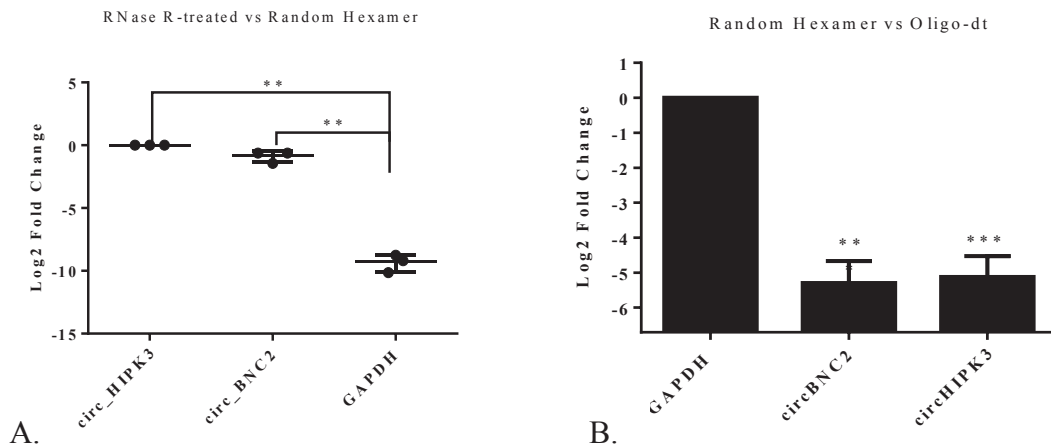 RNase R-treated vs Random Hexamer
Log2 Fold Change
5
0
-5
-10
-15
**
**
circ_HIPK3
circ_BNC2
GAPDH
A.
Random Hexamer vs Oligo-dt
Log2 Fold Change
1
0
-1
-2
-3
-4
-5
-6
**
*
***
GAPDH
circBNC2
circHIPK3
B.